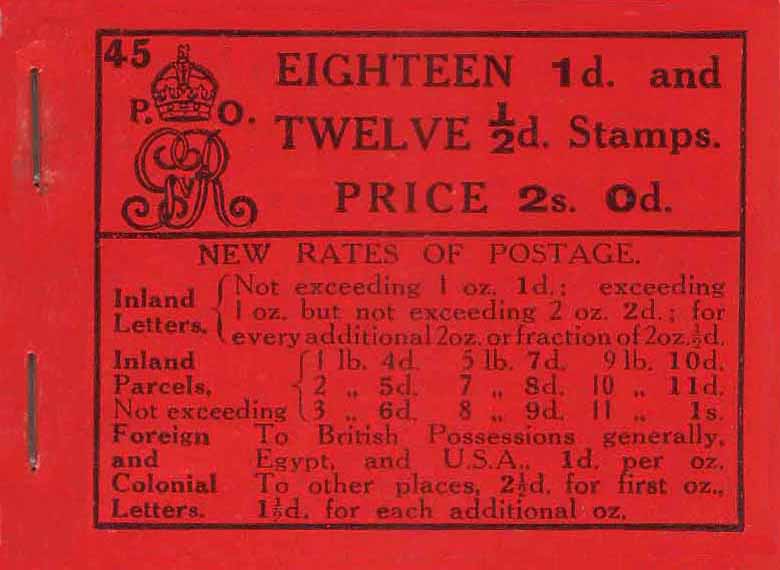 45
P. O.
GvR
EIGHTEEN 1d. and
TWELVE ½d. Stamps.
PRICE 2s. 0d.
NEW RATES OF POSTAGE.
Inland Letters. { Not exceeding 1 oz. 1d.; exceeding
1 oz. but not exceeding 2 oz. 2d.; for
every additional 2oz. or fraction of 2oz. ½d.
Inland { 1 lb. 4d. 5 lb. 7d. 9 lb. 10d.
Parcels, 2 „ 5d. 7 „ 8d. 10 „ 11d.
Not exceeding 3 „ 6d. 8 „ 9d. 11 „ 1s.
Foreign To British Possessions generally,
and Egypt, and U.S.A., 1d. per oz.
Colonial To other places, 2½d. for first oz.,
Letters. 1½d. for each additional oz.